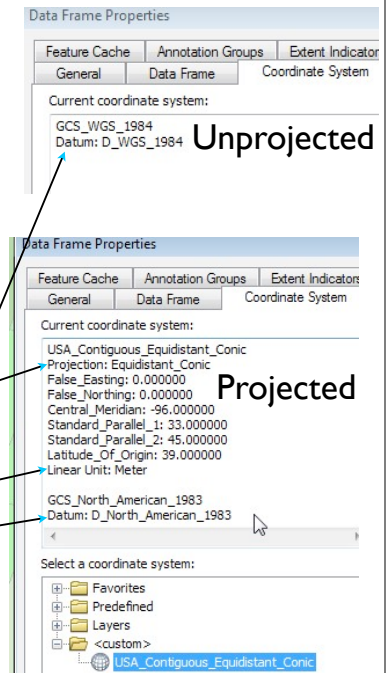 Data Frame Properties
Feature Cache Annotation Groups Extent Indicator
General Data Frame Coordinate System
Current coordinate system:
GCS_WGS_1984
Datum: D_WGS_1984
Unprojected
Data Frame Properties
Feature Cache Annotation Groups Extent Indicators
General Data Frame Coordinate System
Current coordinate system:
USA_Contiguous_Equidistant_Conic
Projection: Equidistant_Conic
False_Easting: 0.000000
False_Northing: 0.000000
Projected
Central_Meridian: -96.000000
Standard_Parallel_1: 33.000000
Standard_Parallel_2: 45.000000
Latitude_Of_Origin: 39.000000
Linear Unit: Meter
GCS_North_American_1983
Datum: D_North_American_1983
Select a coordinate system:
Favorites
Predefined
Layers
<custom>
USA_Contiguous_Equidistant_Conic